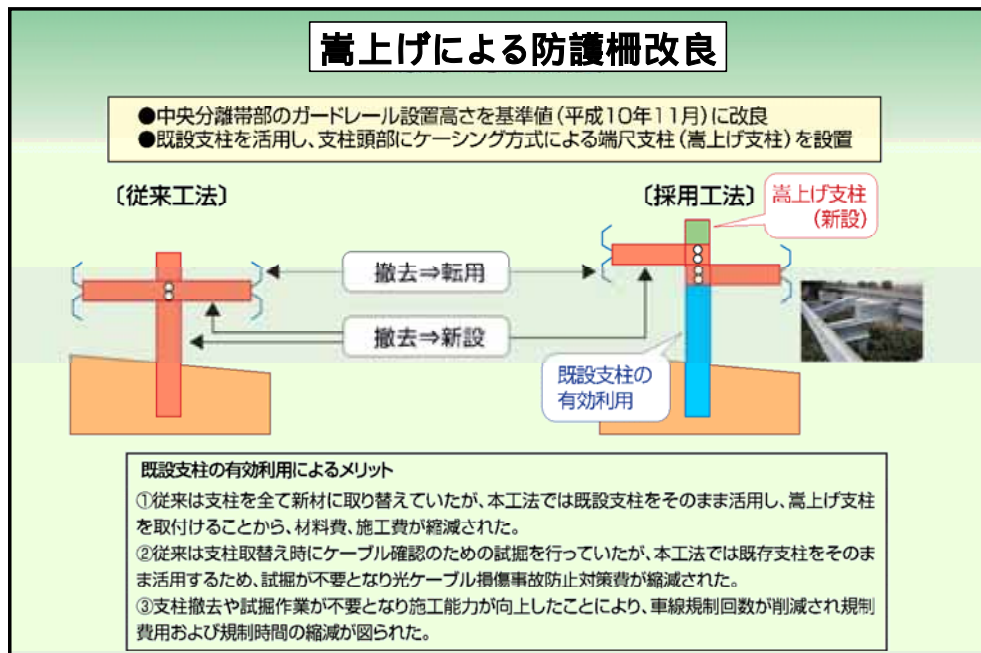 嵩上げによる防護柵改良
●中央分離帯部のガードレール設置高さを基準値(平成10年11月)に改良
●既設支柱を活用し、支柱頭部にケーシング方式による端尺支柱(嵩上げ支柱)を設置
〔従来工法〕
〔採用工法〕
嵩上げ支柱
(新設)
撤去⇒転用
撤去⇒新設
既設支柱の
有効利用
既設支柱の有効利用によるメリット
①従来は支柱を全て新材に取り替えていたが、本工法では既設支柱をそのまま活用し、嵩上げ支柱
を取付けることから、材料費、施工費が縮減された。
②従来は支柱取替え時にケーブル確認のための試掘を行っていたが、本工法では既存支柱をそのま
ま活用するため、試掘が不要となり光ケーブル損傷事故防止対策費が縮減された。
③支柱撤去や試掘作業が不要となり施工能力が向上したことにより、車線規制回数が削減され規制
費用および規制時間の縮減が図られた。